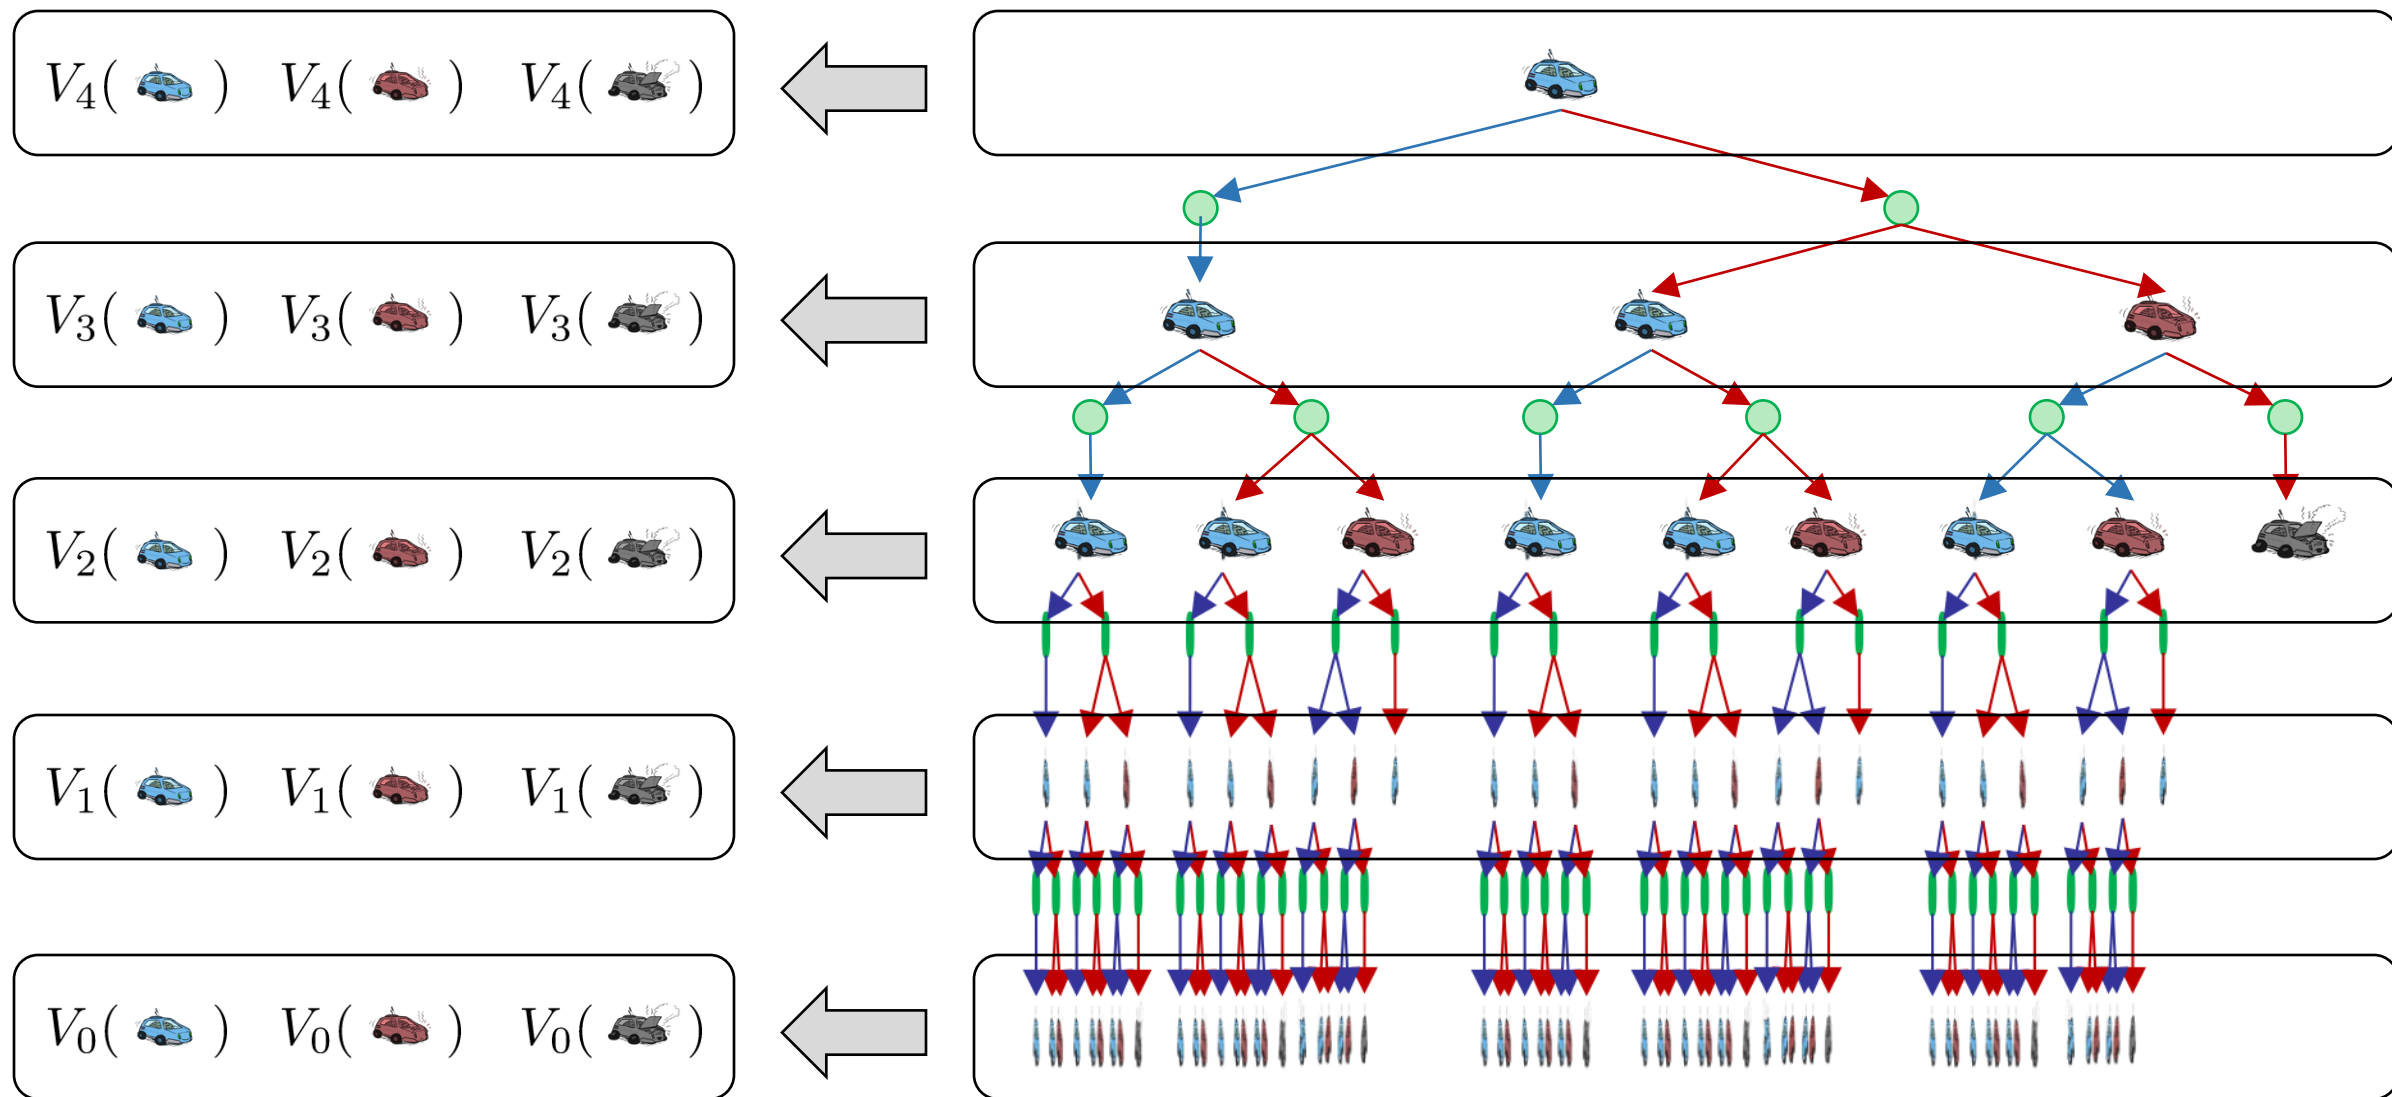 V₄( ) V₄( ) V₄( )
V₃( ) V₃( ) V₃( )
V₂( ) V₂( ) V₂( )
V₁( ) V₁( ) V₁( )
V₀( ) V₀( ) V₀( )